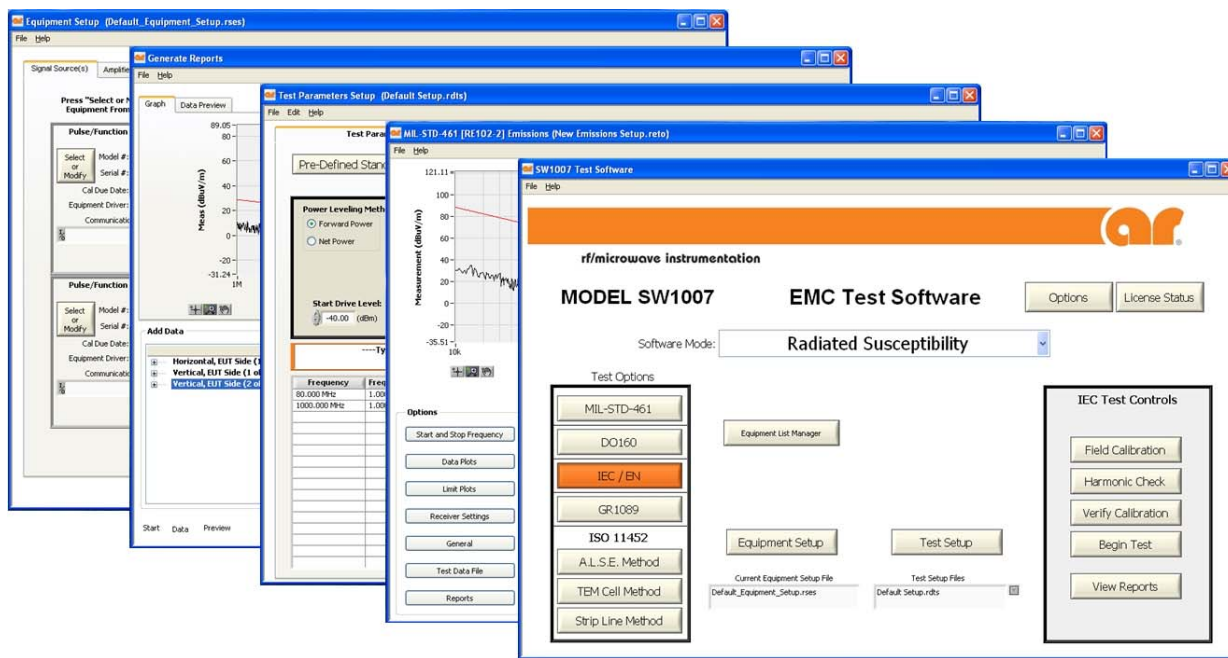 Equipment Setup (Default_Equipment_Setup.rses)
File Help
Signal Source(s)
Press "Select or
Equipment From
Pulse/Function
Select or Modify
Model #:
Serial #:
Cal Due Date:
Equipment Driver:
Communication
Pulse/Function
Select or Modify
Model #:
Serial #:
Cal Due Date:
Equipment Driver:
Communication
Generate Reports
File Help
Graph Data Preview
Meas (dBuV/m)
89.05
80
60
40
20
0
-20
-31.24
1M
Add Data
Horizontal, EUT Side (1
Vertical, EUT Side (1 of
Vertical, EUT Side (2 of
Start Data Preview
Test Parameters Setup (Default Setup.rdts)
File Edit Help
Pre-Defined
Power Leveling
Forward Power
Net Power
Start Drive Level:
-40.00 (dBm)
Frequency
80.000 MHz
1000.000 MHz
MIL-STD-461 [RE102-2] Emissions (New Emissions Setup.reto)
File Help
Measurement (dBuV/m)
121.11
100
80
60
40
20
0
-20
-35.51
10k
Options
Start and Stop Frequency
Data Plots
Limit Plots
Receiver Settings
General
Test Data File
Reports
SW1007 Test Software
File Help
ar
rf/microwave instrumentation
MODEL SW1007 EMC Test Software
Options License Status
Software Mode: Radiated Susceptibility
Test Options
MIL-STD-461
DO160
IEC / EN
GR1089
ISO 11452
A.L.S.E. Method
TEM Cell Method
Strip Line Method
Equipment List Manager
Equipment Setup Test Setup
Current Equipment Setup File Test Setup Files
Default_Equipment_Setup.rses Default Setup.rdts
IEC Test Controls
Field Calibration
Harmonic Check
Verify Calibration
Begin Test
View Reports